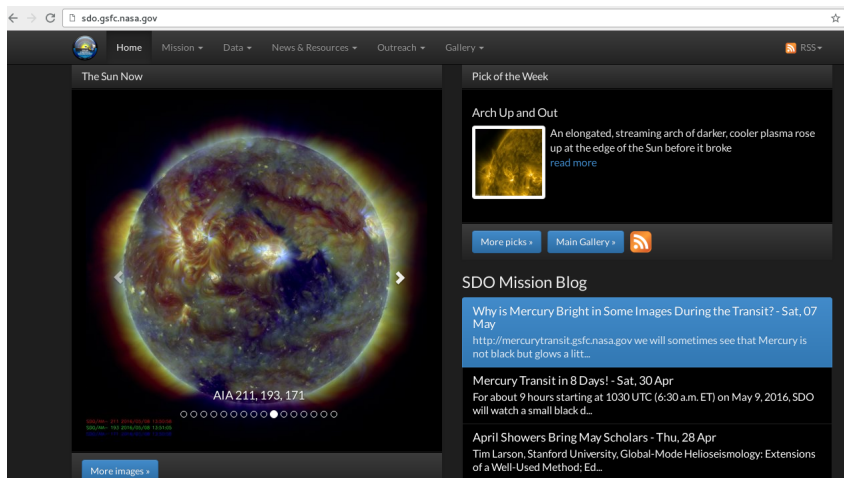 sdo.gsfc.nasa.gov
Home Mission Data News & Resources Outreach Gallery RSS
The Sun Now
AIA 211, 193, 171
SDO/AIA- 193 2016/05/08
More images »
Pick of the Week
Arch Up and Out
An elongated, streaming arch of darker, cooler plasma rose
up at the edge of the Sun before it broke
read more
More picks » Main Gallery »
SDO Mission Blog
Why is Mercury Bright in Some Images During the Transit? - Sat, 07
May
http://mercurytransit.gsfc.nasa.gov we will sometimes see that Mercury is
not black but glows a litt...
Mercury Transit in 8 Days! - Sat, 30 Apr
For about 9 hours starting at 1030 UTC (6:30 a.m. ET) on May 9, 2016, SDO
will watch a small black d...
April Showers Bring May Scholars - Thu, 28 Apr
Tim Larson, Stanford University, Global-Mode Helioseismology: Extensions
of a Well-Used Method; Ed...